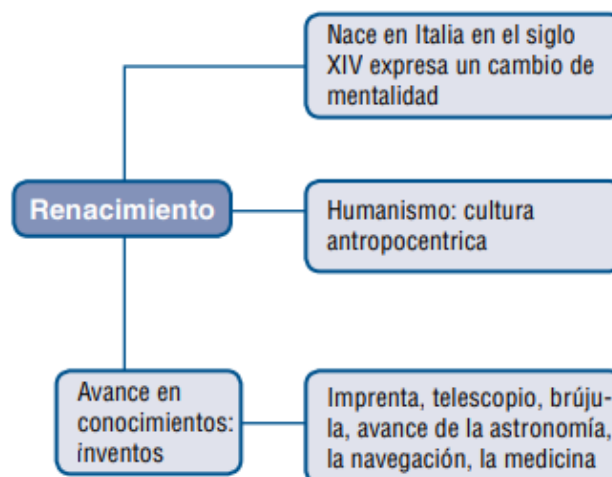 Nace en Italia en el siglo
XIV expresa un cambio de
mentalidad
Renacimiento
Humanismo: cultura
antropocentrica
Avance en
conocimientos:
inventos
Imprenta, telescopio, brúju-
la, avance de la astronomía,
la navegación, la medicina